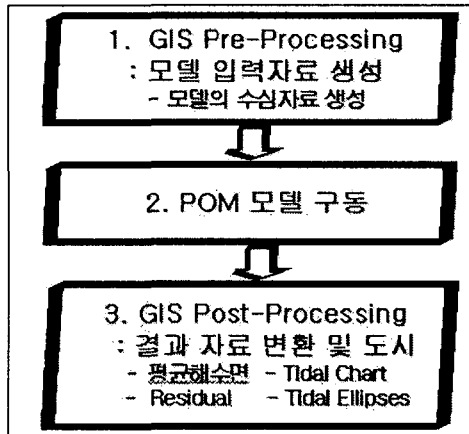 1. GIS Pre-Processing
: 모델 입력자료 생성
- 모델의 수심자료 생성
2. POM 모델 구동
3. GIS Post-Processing
: 결과 자료 변환 및 도시
- 평균해수면 - Tidal Chart
- Residual - Tidal Ellipses